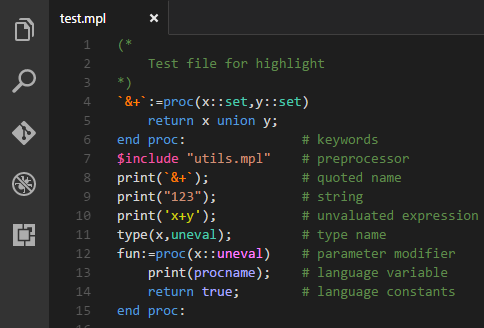 test.mpl ×
1 (*
2     Test file for highlight
3 *)
4 `&+`:=proc(x::set,y::set)
5     return x union y;
6 end proc:               # keywords
7 $include "utils.mpl"    # preprocessor
8 print(`&+`);            # quoted name
9 print("123");           # string
10 print('x+y');           # unvaluated expression
11 type(x,uneval);         # type name
12 fun:=proc(x::uneval)    # parameter modifier
13     print(procname);    # language variable
14     return true;        # language constants
15 end proc: